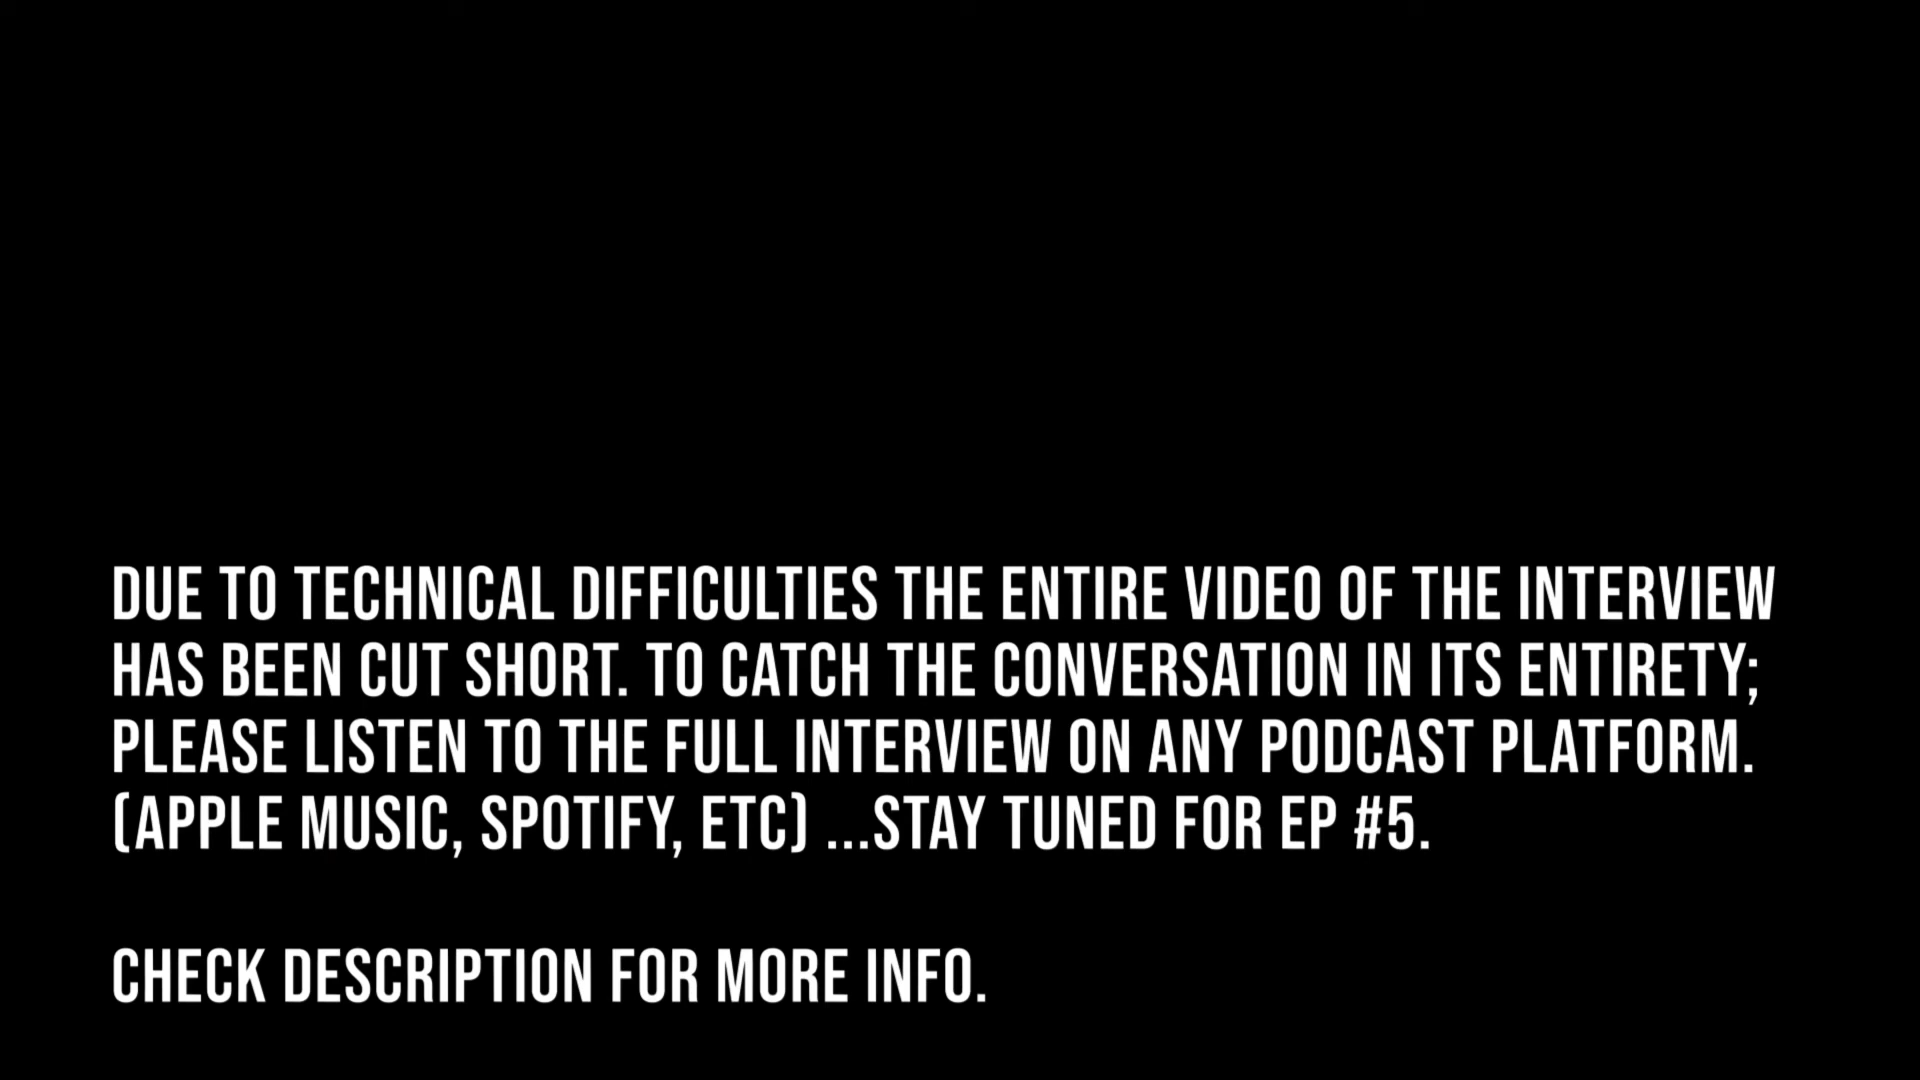 DUE TO TECHNICAL DIFFICULTIES THE ENTIRE VIDEO OF THE INTERVIEW
HAS BEEN CUT SHORT. TO CATCH THE CONVERSATION IN ITS ENTIRETY;
PLEASE LISTEN TO THE FULL INTERVIEW ON ANY PODCAST PLATFORM.
(APPLE MUSIC, SPOTIFY, ETC) ...STAY TUNED FOR EP #5.
CHECK DESCRIPTION FOR MORE INFO.